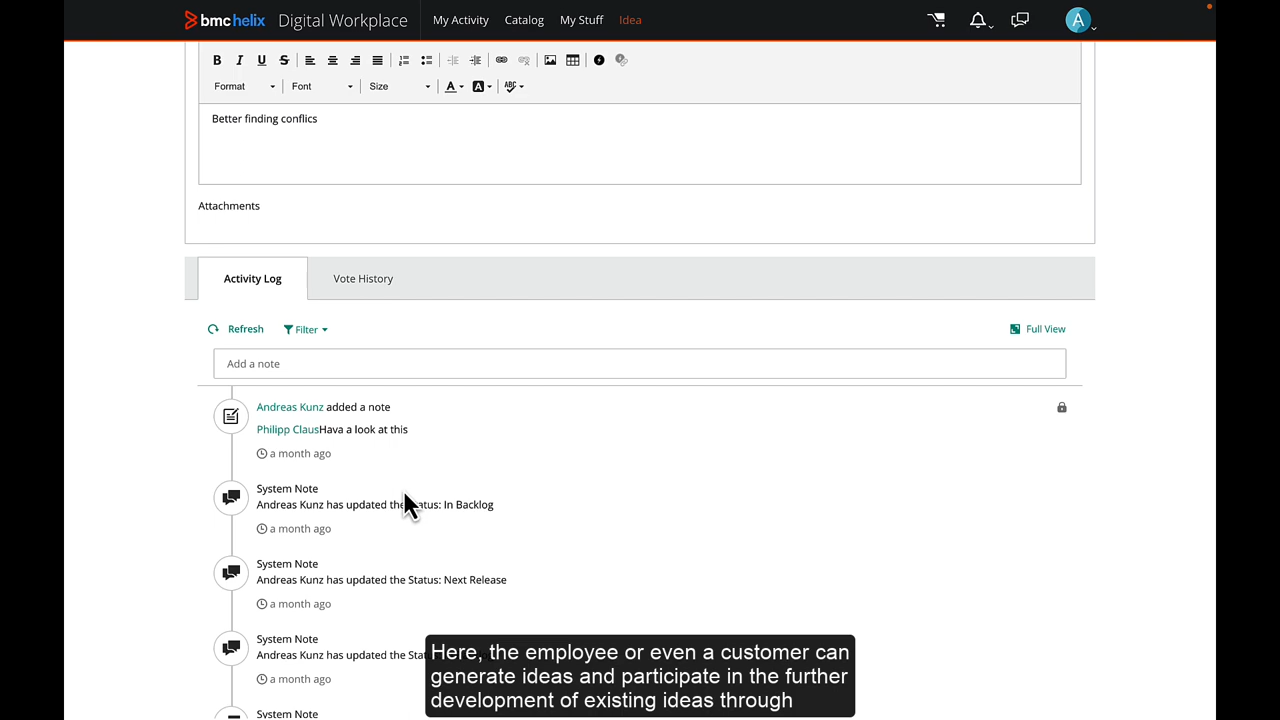 bmc helix Digital Workplace My Activity Catalog My Stuff Idea A
B I U S
Format Font Size A A ABC
Better finding conflics
Attachments
Activity Log Vote History
Refresh Filter Full View
Add a note
Andreas Kunz added a note
Philipp ClausHava a look at this
a month ago
System Note
Andreas Kunz has updated the Status: In Backlog
a month ago
System Note
Andreas Kunz has updated the Status: Next Release
a month ago
System Note
Andreas Kunz has updated the
a month ago
System Note
Here, the employee or even a customer can
generate ideas and participate in the further
development of existing ideas through